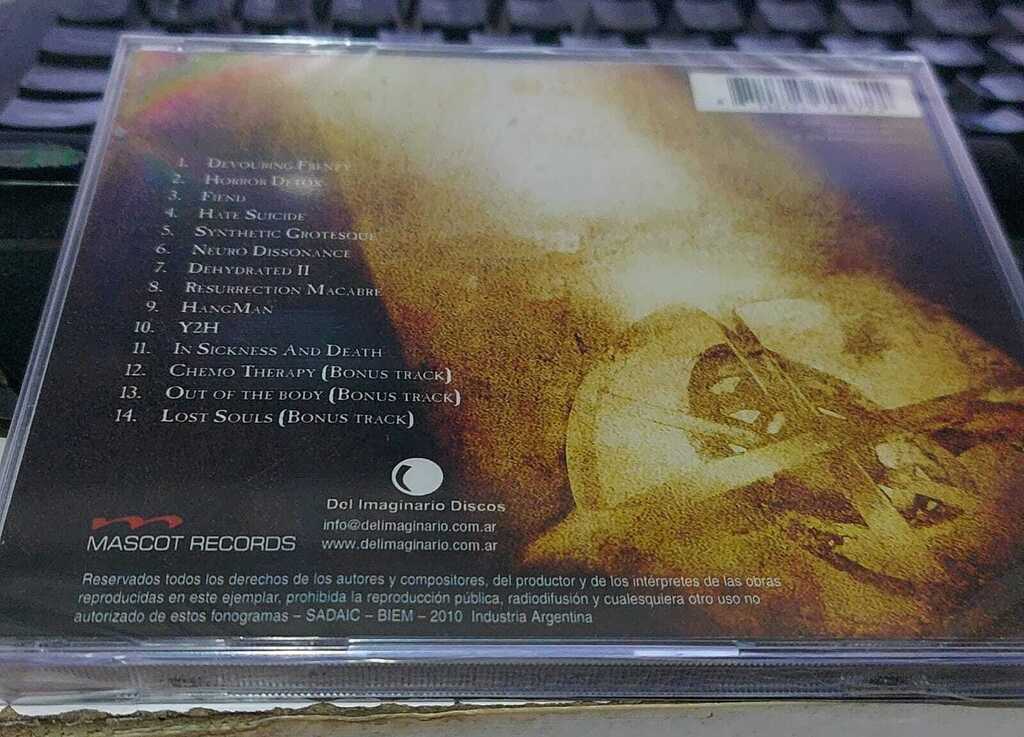 1. Devouring Frenzy
2. Horror Detox
3. Fiend
4. Hate Suicide
5. Synthetic Grotesque
6. Neuro Dissonance
7. Dehydrated II
8. Resurrection Macabre
9. HangMan
10. Y2H
11. In Sickness And Death
12. Chemo Therapy (Bonus track)
13. Out of the body (Bonus track)
14. Lost Souls (Bonus track)
Del Imaginario Discos
info@delimaginario.com.ar
www.delimaginario.com.ar
MASCOT RECORDS
Reservados todos los derechos de los autores y compositores, del productor y de los intérpretes de las obras
reproducidas en este ejemplar, prohibida la reproducción pública, radiodifusión y cualesquiera otro uso no
autorizado de estos fonogramas – SADAIC – BIEM – 2010 Industria Argentina